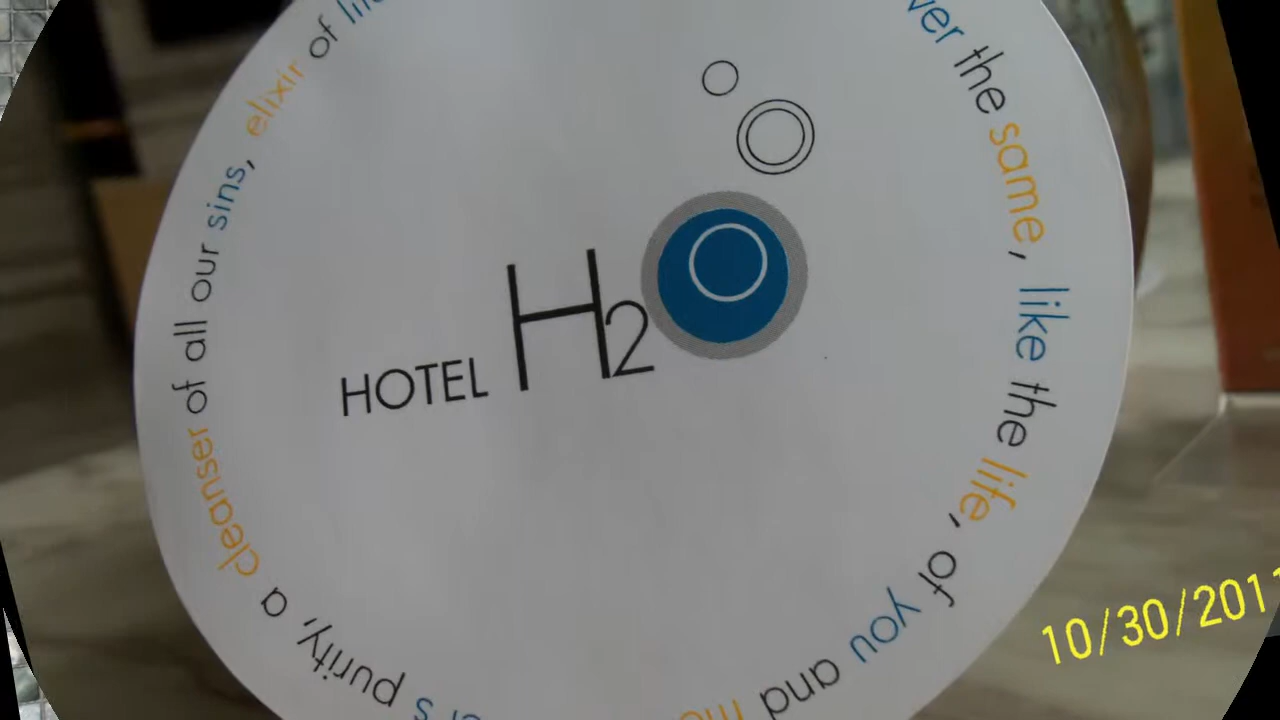 HOTEL H2O
the same, like the life, of you and
purity, a cleanser of all our sins, elixir of
10/30/201